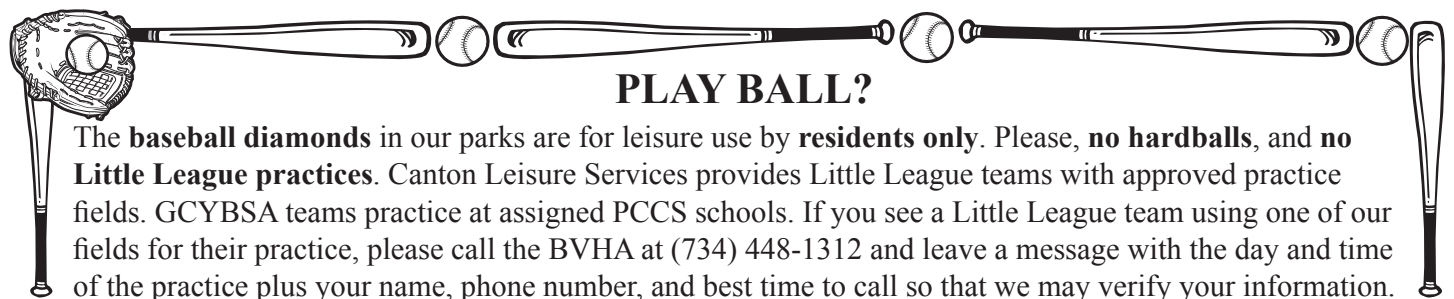 PLAY BALL?
The baseball diamonds in our parks are for leisure use by residents only. Please, no hardballs, and no
Little League practices. Canton Leisure Services provides Little League teams with approved practice
fields. GCYBSA teams practice at assigned PCCS schools. If you see a Little League team using one of our
fields for their practice, please call the BVHA at (734) 448-1312 and leave a message with the day and time
of the practice plus your name, phone number, and best time to call so that we may verify your information.